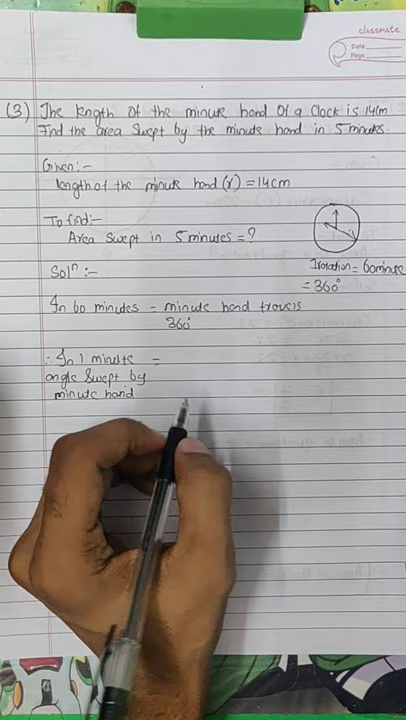 classmate
Date
Page
(3) The length of the minute hand of a clock is 14cm
Find the area swept by the minute hand in 5 minutes.
Given:-
length of the minute hand (r) = 14cm
To find:-
Area swept in 5 minutes = ?
Solⁿ :-
1 rotation = 60 minute
= 360°
In 60 minutes = minute hand travels
360°
∴ In 1 minute =
angle swept by
minute hand